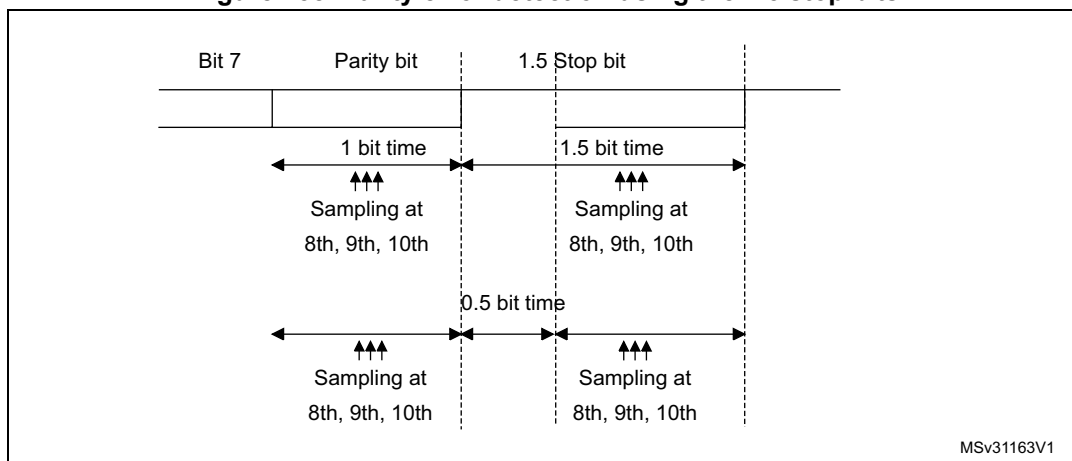 Bit 7 Parity bit 1.5 Stop bit
1 bit time 1.5 bit time
Sampling at Sampling at
8th, 9th, 10th 8th, 9th, 10th
0.5 bit time
Sampling at Sampling at
8th, 9th, 10th 8th, 9th, 10th
MSv31163V1